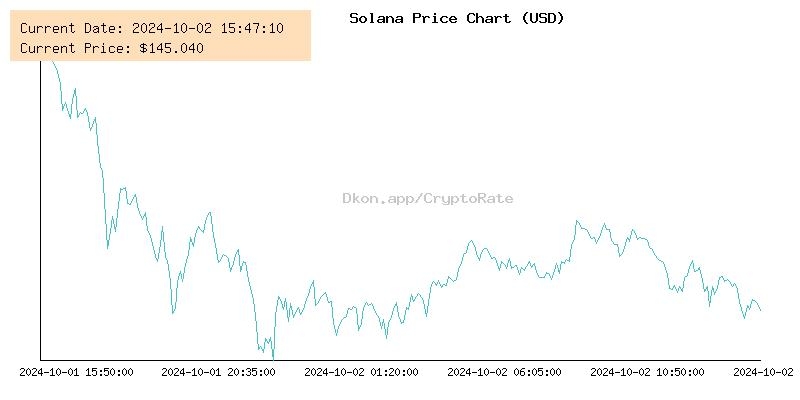 Solana Price Chart (USD)
Current Date: 2024-10-02 15:47:10
Current Price: $145.040
Dkon.app/CryptoRate
2024-10-01 15:50:00
2024-10-01 20:35:00
2024-10-02 01:20:00
2024-10-02 06:05:00
2024-10-02 10:50:00
2024-10-02